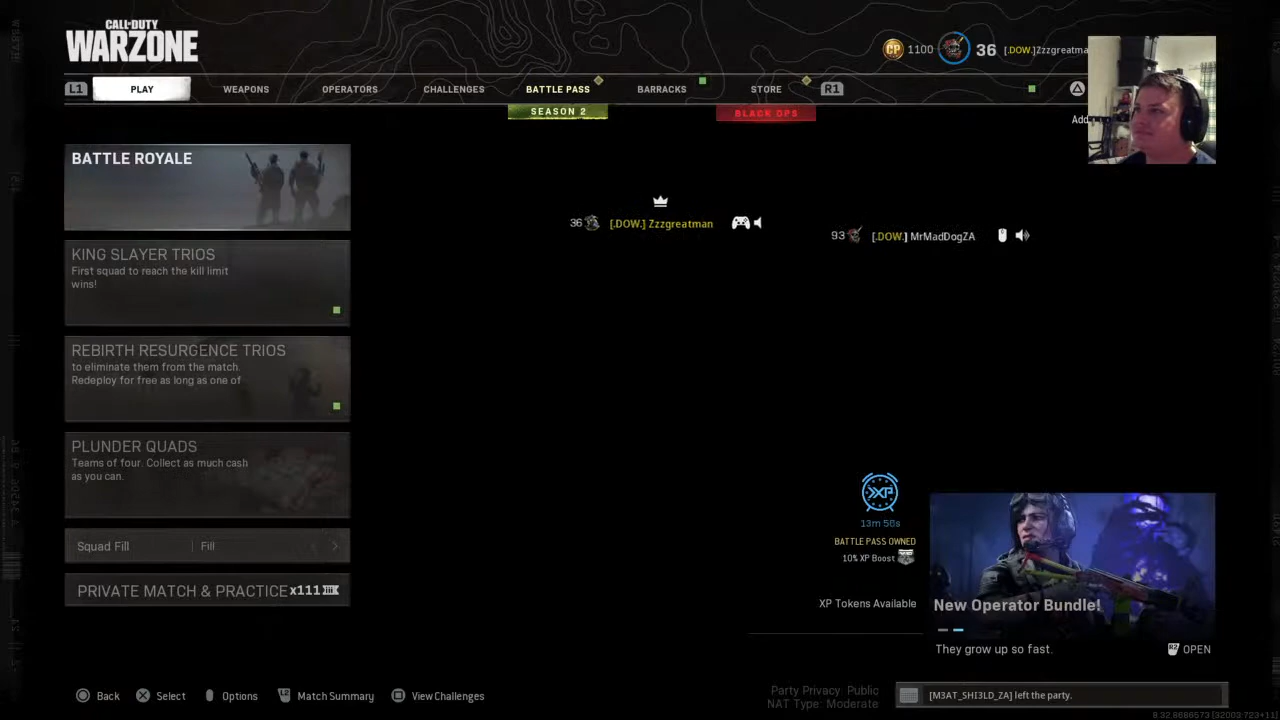 CALL OF DUTY
WARZONE
CP 1100 36 [.DOW.]Zzzgreatma
L1 PLAY WEAPONS OPERATORS CHALLENGES BATTLE PASS BARRACKS STORE R1
SEASON 2 BLACK OPS
Add
BATTLE ROYALE
36 [.DOW.] Zzzgreatman
93 [.DOW.] MrMadDogZA
KING SLAYER TRIOS
First squad to reach the kill limit
wins!
REBIRTH RESURGENCE TRIOS
to eliminate them from the match.
Redeploy for free as long as one of
PLUNDER QUADS
Teams of four. Collect as much cash
as you can.
Squad Fill Fill
PRIVATE MATCH & PRACTICE x111
XP
13m 56s
BATTLE PASS OWNED
10% XP Boost
XP Tokens Available
New Operator Bundle!
They grow up so fast.
R2 OPEN
Back Select Options L2 Match Summary View Challenges
Party Privacy: Public
NAT Type: Moderate
[M3AT_SHI3LD_ZA] left the party.